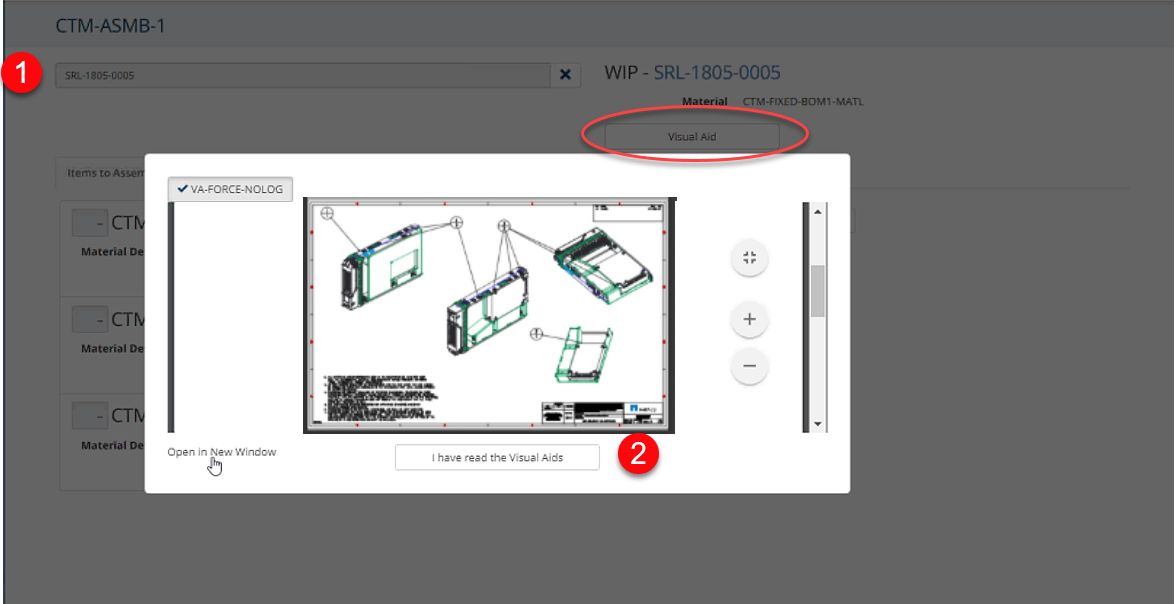 CTM-ASMB-1
1
SRL-1805-0005
WIP - SRL-1805-0005
Material CTM-FIXED-BOM1-MATL
Visual Aid
Items to Assem
VA-FORCE-NOLOG
- CTM
Material De
- CTM
Material De
- CTM
Material De
Open in New Window
I have read the Visual Aids
2